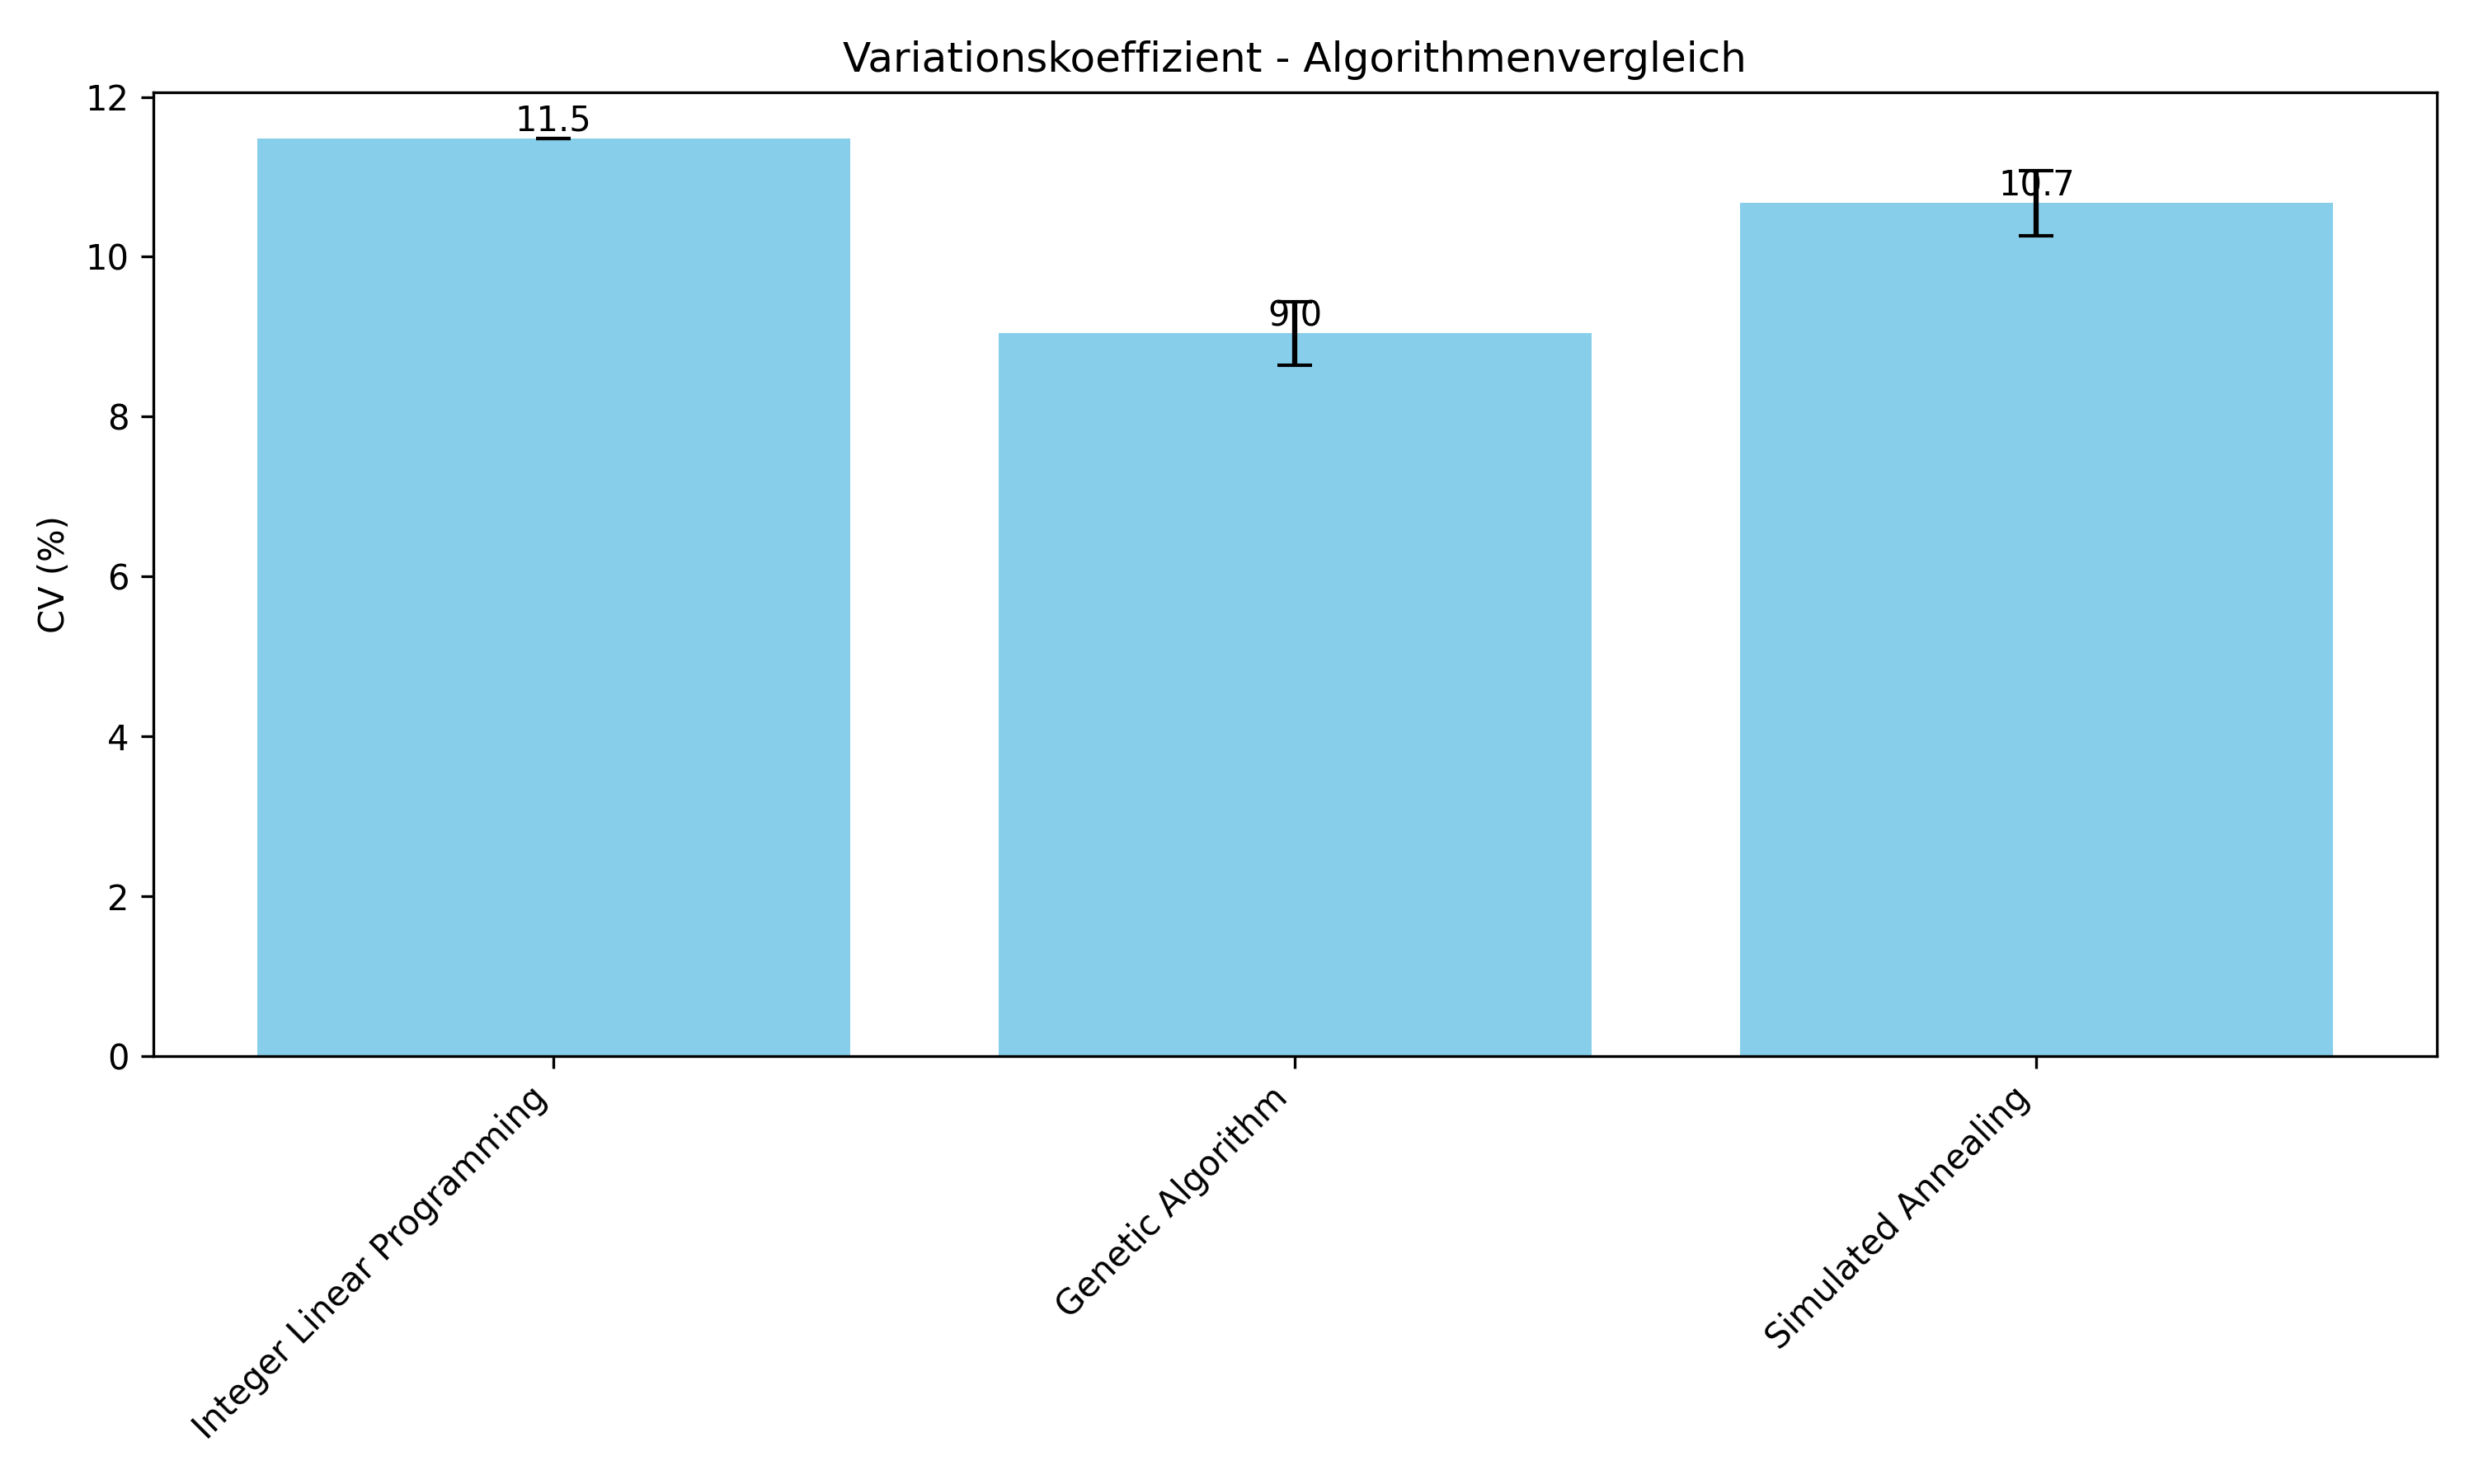 Variationskoeffizient - Algorithmenvergleich
12
10
8
6
4
2
0
CV (%)
11.5
9.0
10.7
Integer Linear Programming
Genetic Algorithm
Simulated Annealing